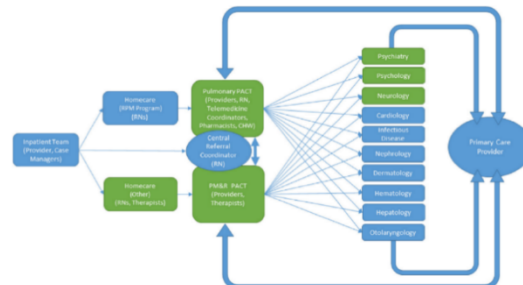 Inpatient Team
(Provider, Case
Managers)
Homecare
(RPM Program)
(RNs)
Homecare
(Other)
(RNs, Therapists)
Pulmonary PACT
(Providers, RN,
Telemedicine
Coordinators,
Pharmacists, CHW)
Central
Referral
Coordinator
(RN)
PM&R PACT
(Providers,
Therapists)
Psychiatry
Psychology
Neurology
Cardiology
Infectious
Disease
Nephrology
Dermatology
Hematology
Hepatology
Otolaryngology
Primary Care
Provider